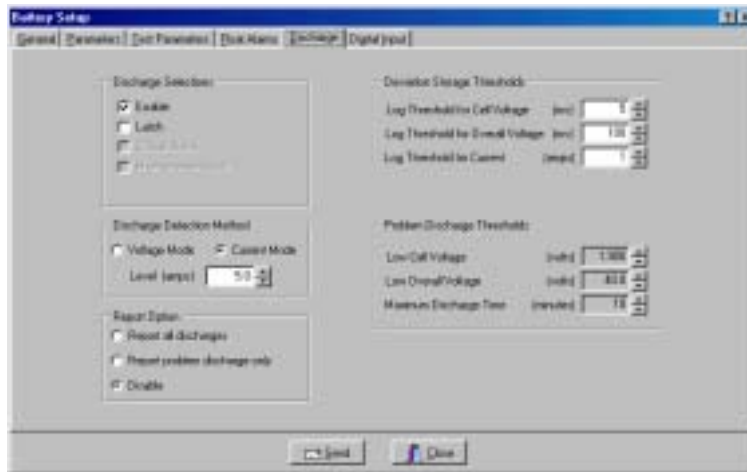 Battery Setup
General Parameters Test Parameters Alarms Discharge Digital Input
Discharge Selections
Enable
Latch
Discharge Detection Method
Voltage Mode Current Mode
Level (amps) 5.0
Report Option
Report all discharges
Report problem discharge only
Disable
Deviation Storage Thresholds
Log Threshold for Cell Voltage (mv) 5
Log Threshold for Overall Voltage (mv) 100
Log Threshold for Current (amps) 1
Problem Discharge Thresholds
Low Cell Voltage (volts)
Low Overall Voltage (volts)
Maximum Discharge Time (minutes) 10
Send Close